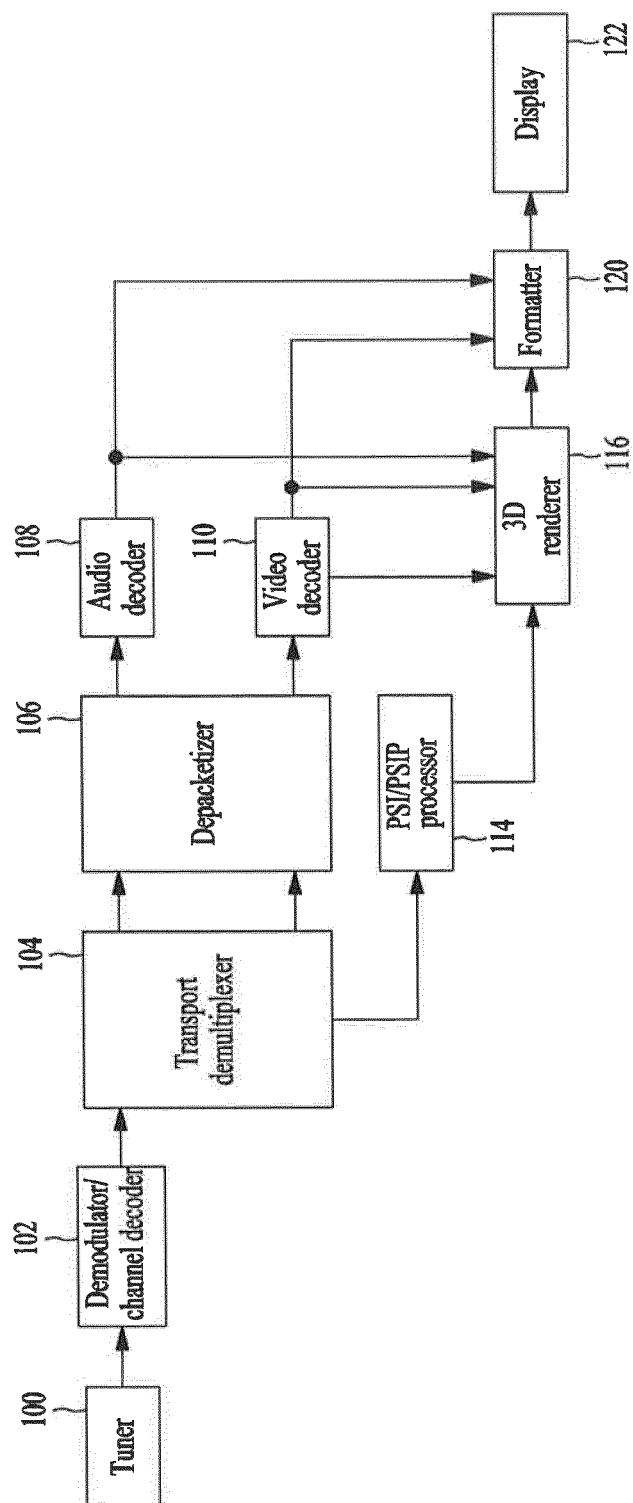 100
Tuner
102
Demodulator/
channel decoder
104
Transport
demultiplexer
106
Depacketizer
108
Audio
decoder
110
Video
decoder
PSI/PSIP
processor
114
3D
renderer
116
Formatter
120
Display
122